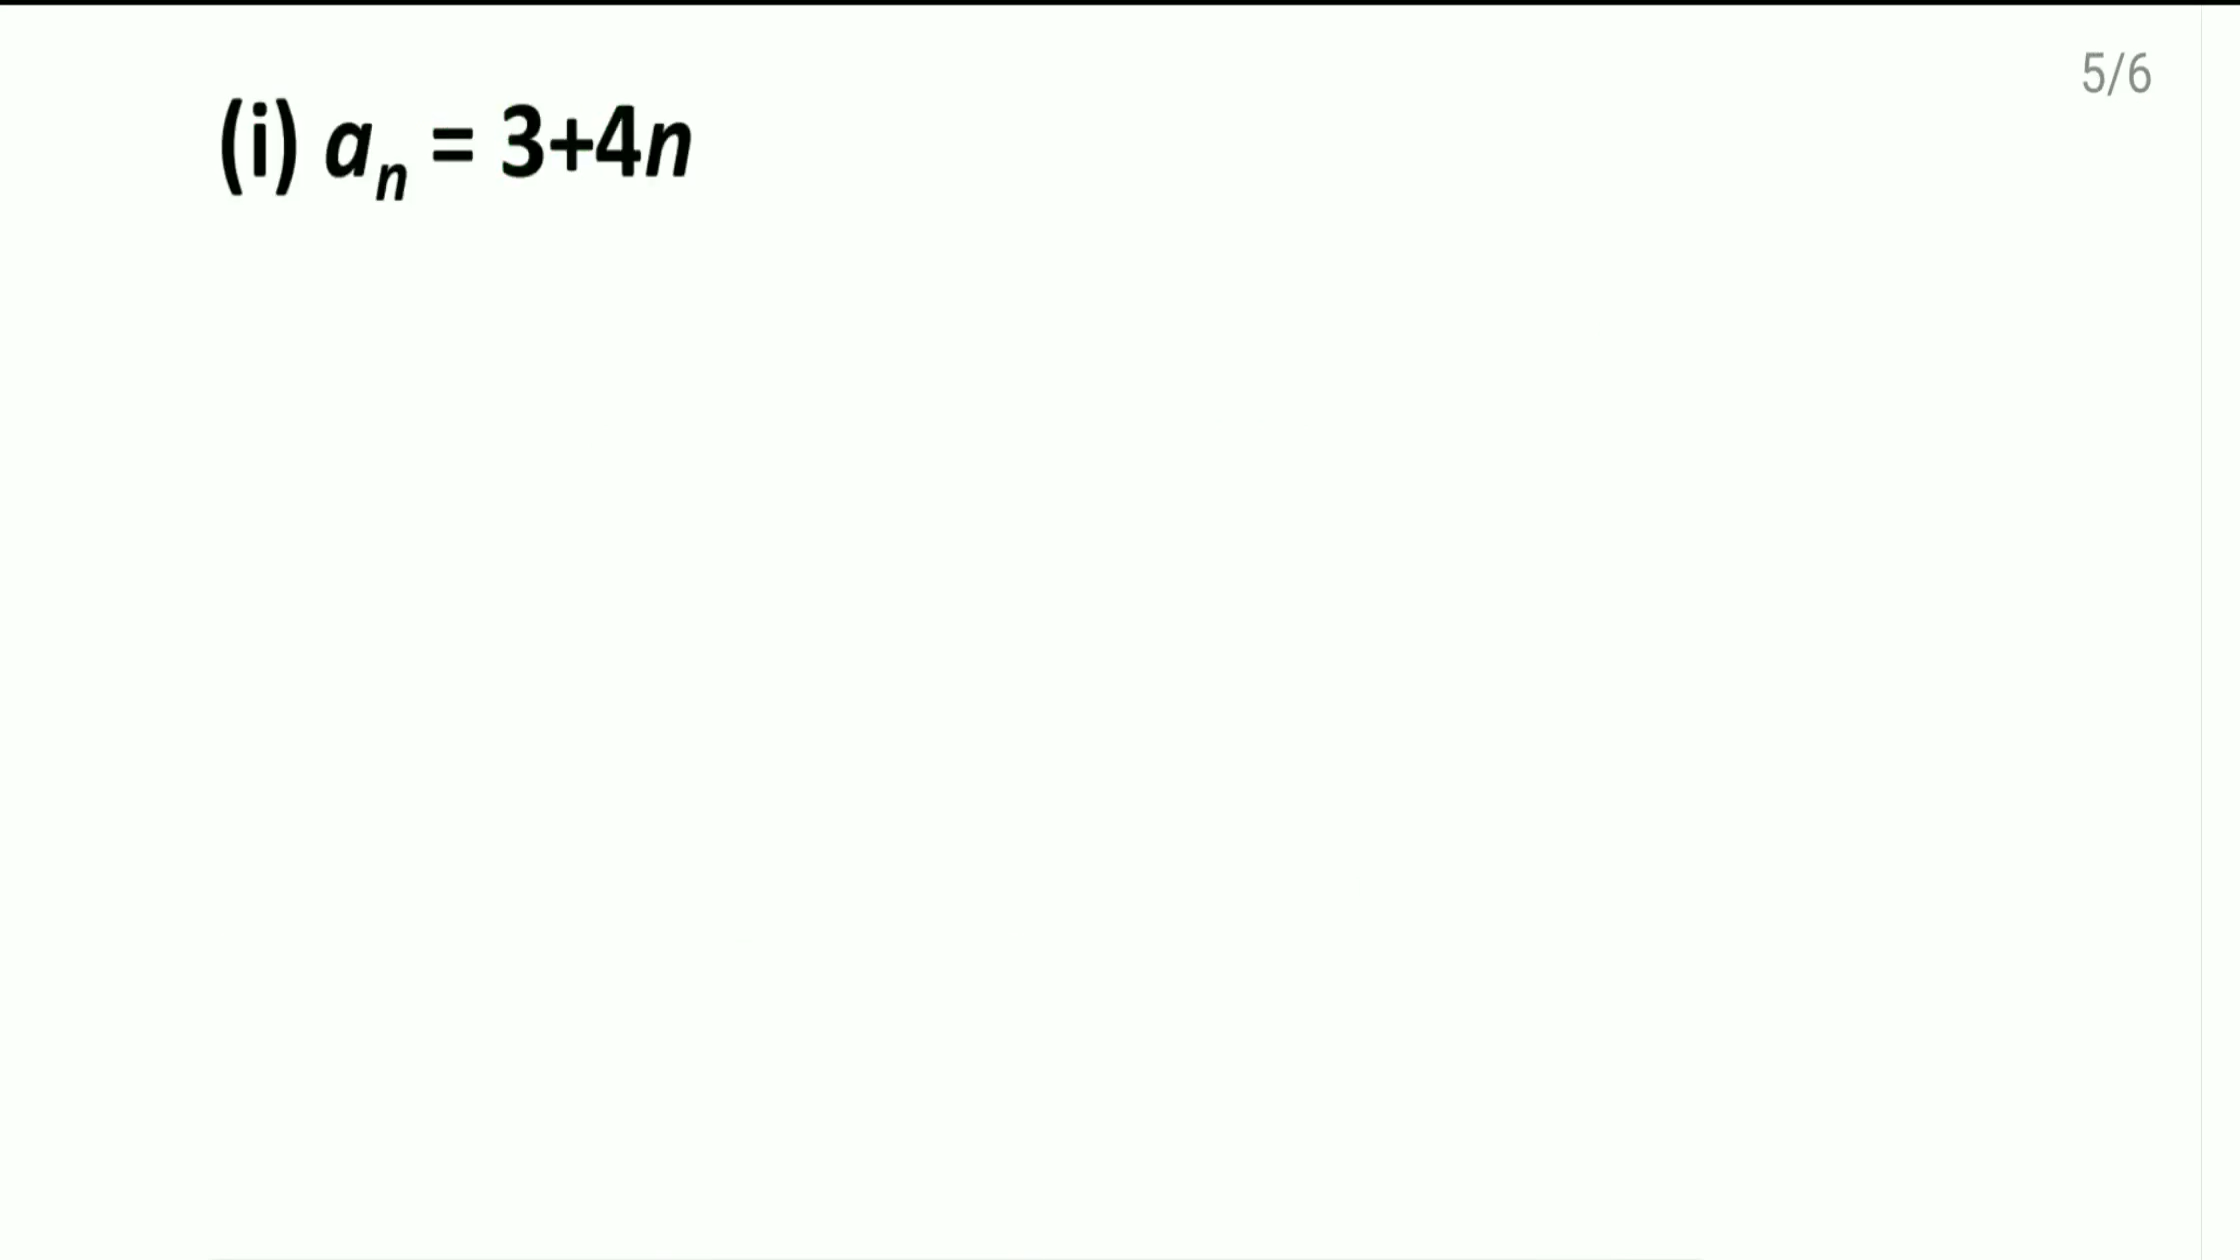 5/6
(i) aₙ = 3+4n